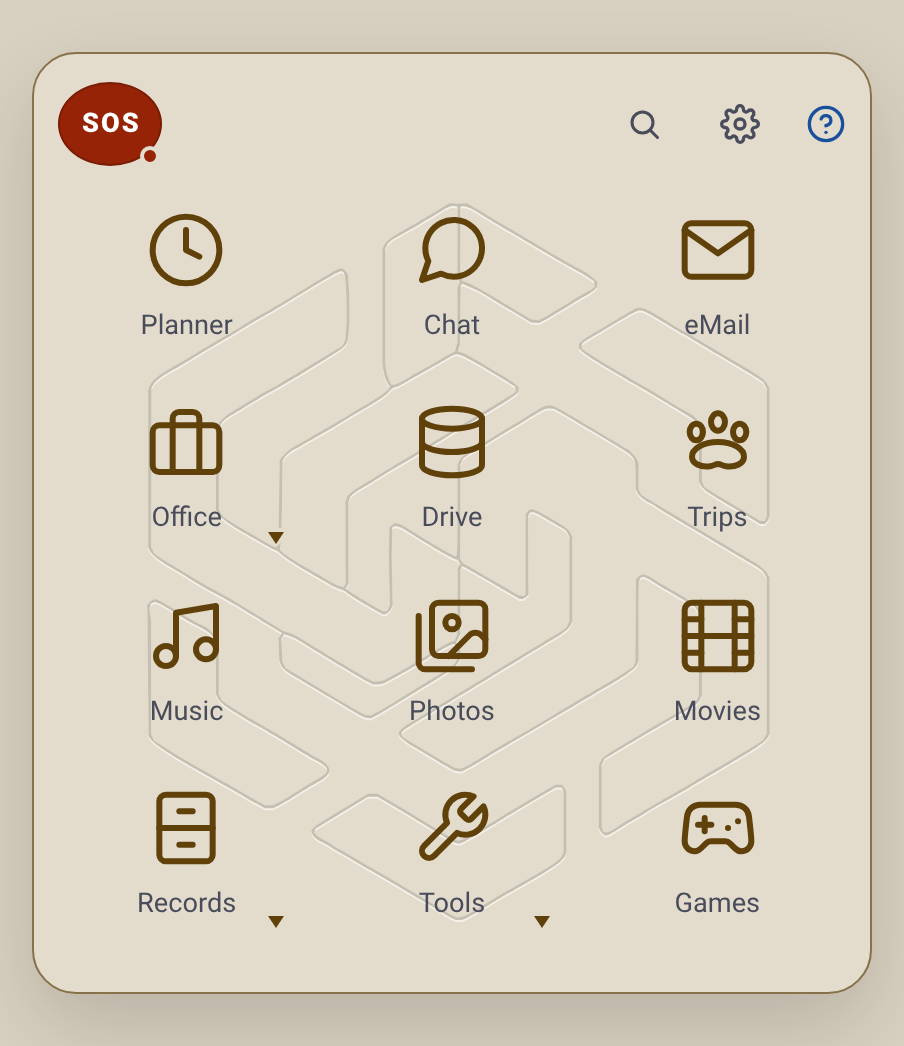 SOS
Planner
Chat
eMail
Office
Drive
Trips
Music
Photos
Movies
Records
Tools
Games